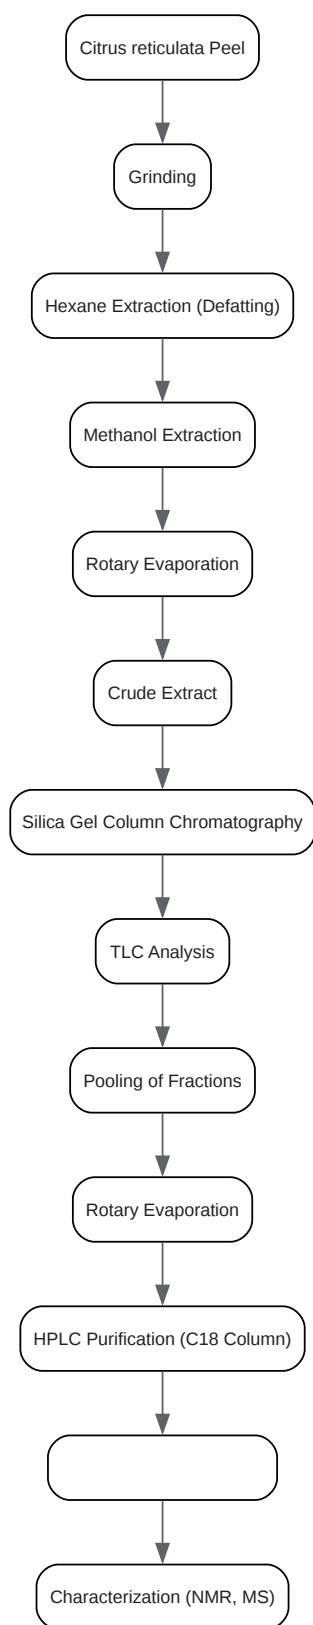 Citrus reticulata Peel
Grinding
Hexane Extraction (Defatting)
Methanol Extraction
Rotary Evaporation
Crude Extract
Silica Gel Column Chromatography
TLC Analysis
Pooling of Fractions
Rotary Evaporation
HPLC Purification (C18 Column)
Characterization (NMR, MS)